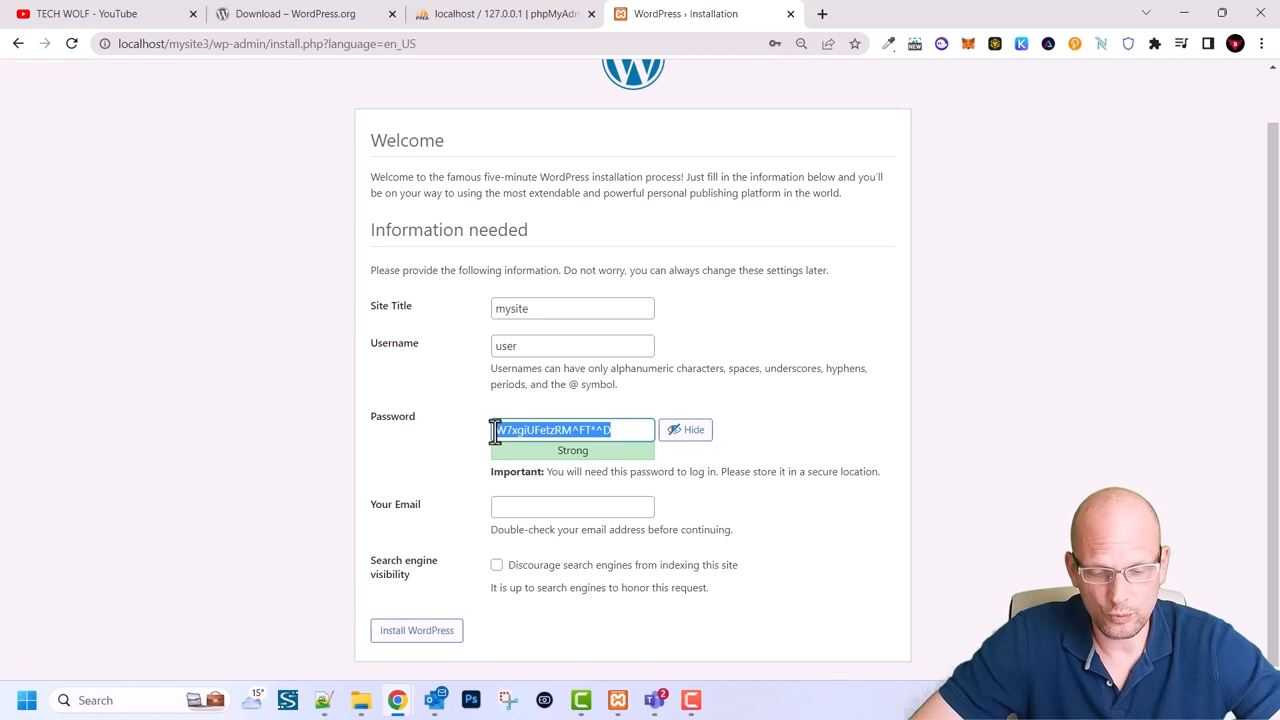 TECH WOLF - YouTube
Download – WordPress.org
localhost / 127.0.0.1 | phpMyAdm
WordPress › Installation
localhost/mysite3/wp-admin/install.php?language=en_US
Welcome
Welcome to the famous five-minute WordPress installation process! Just fill in the information below and you'll
be on your way to using the most extendable and powerful personal publishing platform in the world.
Information needed
Please provide the following information. Do not worry, you can always change these settings later.
Site Title
mysite
Username
user
Usernames can have only alphanumeric characters, spaces, underscores, hyphens,
periods, and the @ symbol.
Password
W7xgiUFetzRM^FT*^D
Hide
Strong
Important: You will need this password to log in. Please store it in a secure location.
Your Email
Double-check your email address before continuing.
Search engine
visibility
Discourage search engines from indexing this site
It is up to search engines to honor this request.
Install WordPress
Search
15°
2